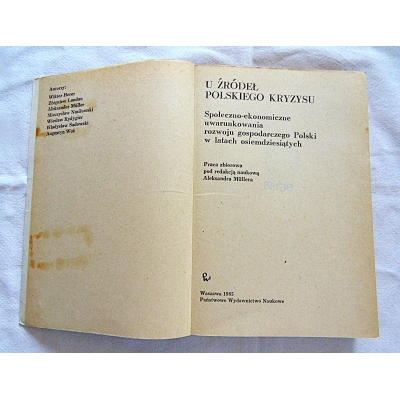 Autorzy:
Wiktor Herer
Zbigniew Landau
Aleksander Müller
Mieczysław Nasiłowski
Wiesław Rydygier
Władysław Sadowski
Augustyn Woś
U ŹRÓDEŁ
POLSKIEGO KRYZYSU
Społeczno-ekonomiczne
uwarunkowania
rozwoju gospodarczego Polski
w latach osiemdziesiątych
Praca zbiorowa
pod redakcją naukową
Aleksandra Müllera
Warszawa 1985
Państwowe Wydawnictwo Naukowe